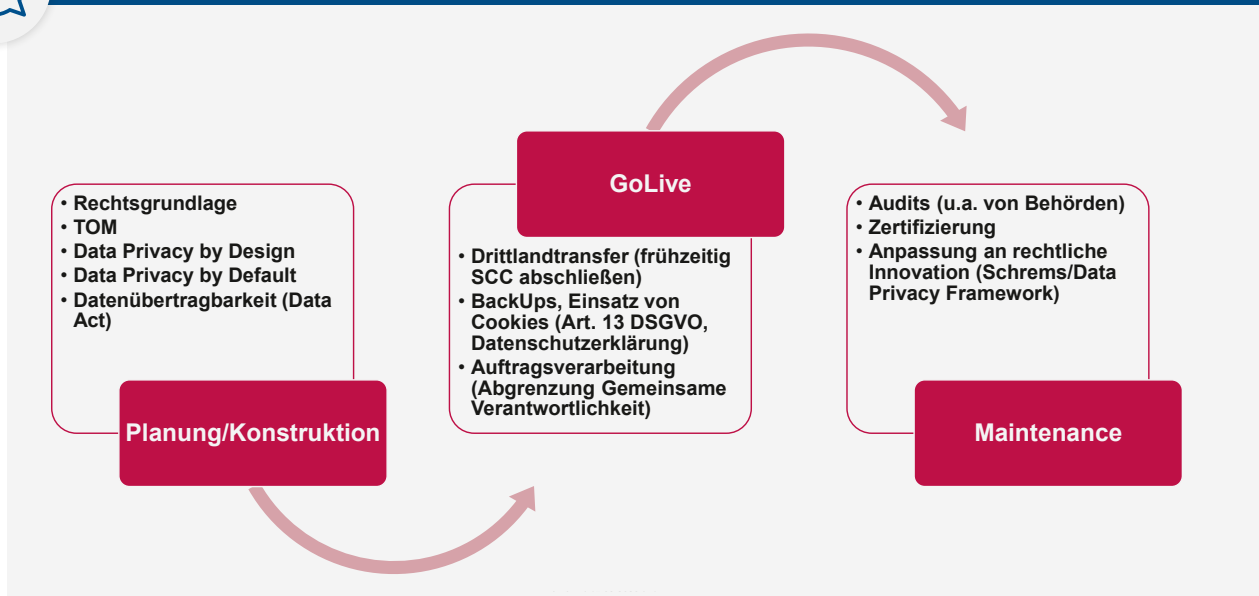 • Rechtsgrundlage
• TOM
• Data Privacy by Design
• Data Privacy by Default
• Datenübertragbarkeit (Data
Act)
Planung/Konstruktion
GoLive
• Drittlandtransfer (frühzeitig
SCC abschließen)
• BackUps, Einsatz von
Cookies (Art. 13 DSGVO,
Datenschutzerklärung)
• Auftragsverarbeitung
(Abgrenzung Gemeinsame
Verantwortlichkeit)
• Audits (u.a. von Behörden)
• Zertifizierung
• Anpassung an rechtliche
Innovation (Schrems/Data
Privacy Framework)
Maintenance